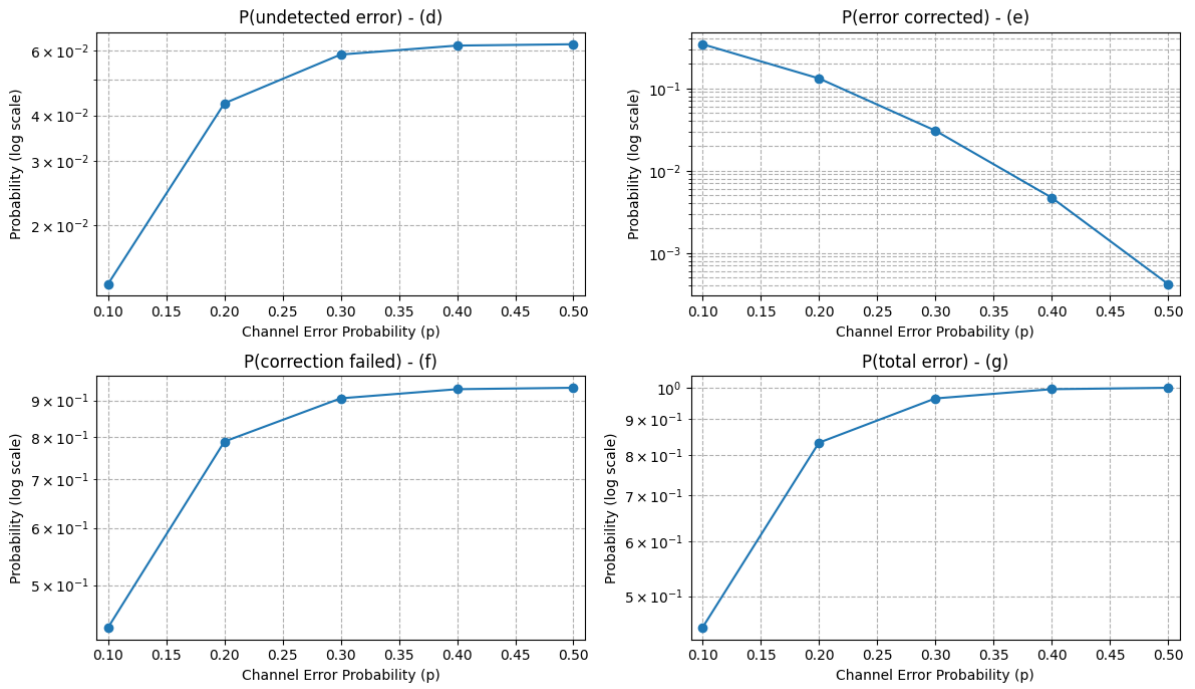 P(undetected error) - (d)
Probability (log scale)
6 × 10⁻²
4 × 10⁻²
3 × 10⁻²
2 × 10⁻²
0.10 0.15 0.20 0.25 0.30 0.35 0.40 0.45 0.50
Channel Error Probability (p)
P(error corrected) - (e)
Probability (log scale)
10⁻¹
10⁻²
10⁻³
0.10 0.15 0.20 0.25 0.30 0.35 0.40 0.45 0.50
Channel Error Probability (p)
P(correction failed) - (f)
Probability (log scale)
9 × 10⁻¹
8 × 10⁻¹
7 × 10⁻¹
6 × 10⁻¹
5 × 10⁻¹
0.10 0.15 0.20 0.25 0.30 0.35 0.40 0.45 0.50
Channel Error Probability (p)
P(total error) - (g)
Probability (log scale)
10⁰
9 × 10⁻¹
8 × 10⁻¹
7 × 10⁻¹
6 × 10⁻¹
5 × 10⁻¹
0.10 0.15 0.20 0.25 0.30 0.35 0.40 0.45 0.50
Channel Error Probability (p)